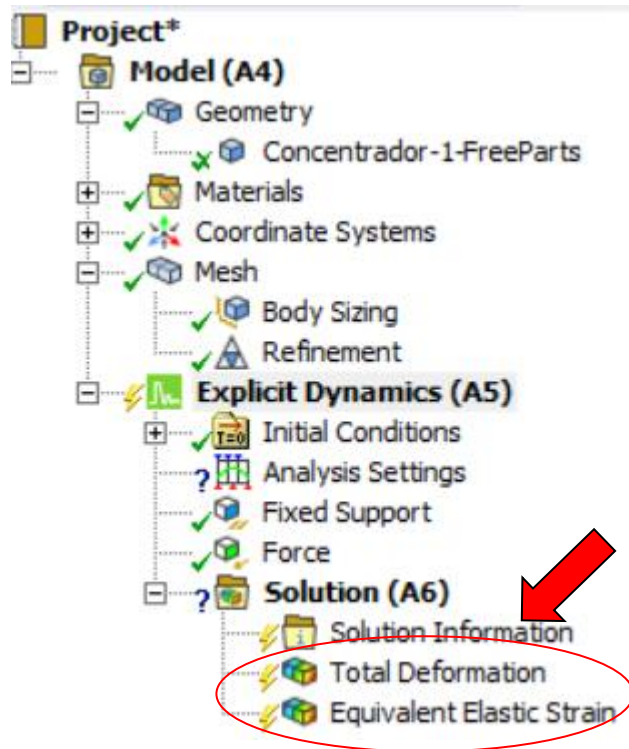 Project*
Model (A4)
Geometry
Concentrador-1-FreeParts
Materials
Coordinate Systems
Mesh
Body Sizing
Refinement
Explicit Dynamics (A5)
T=0
Initial Conditions
? Analysis Settings
Fixed Support
Force
? Solution (A6)
Solution Information
Total Deformation
Equivalent Elastic Strain